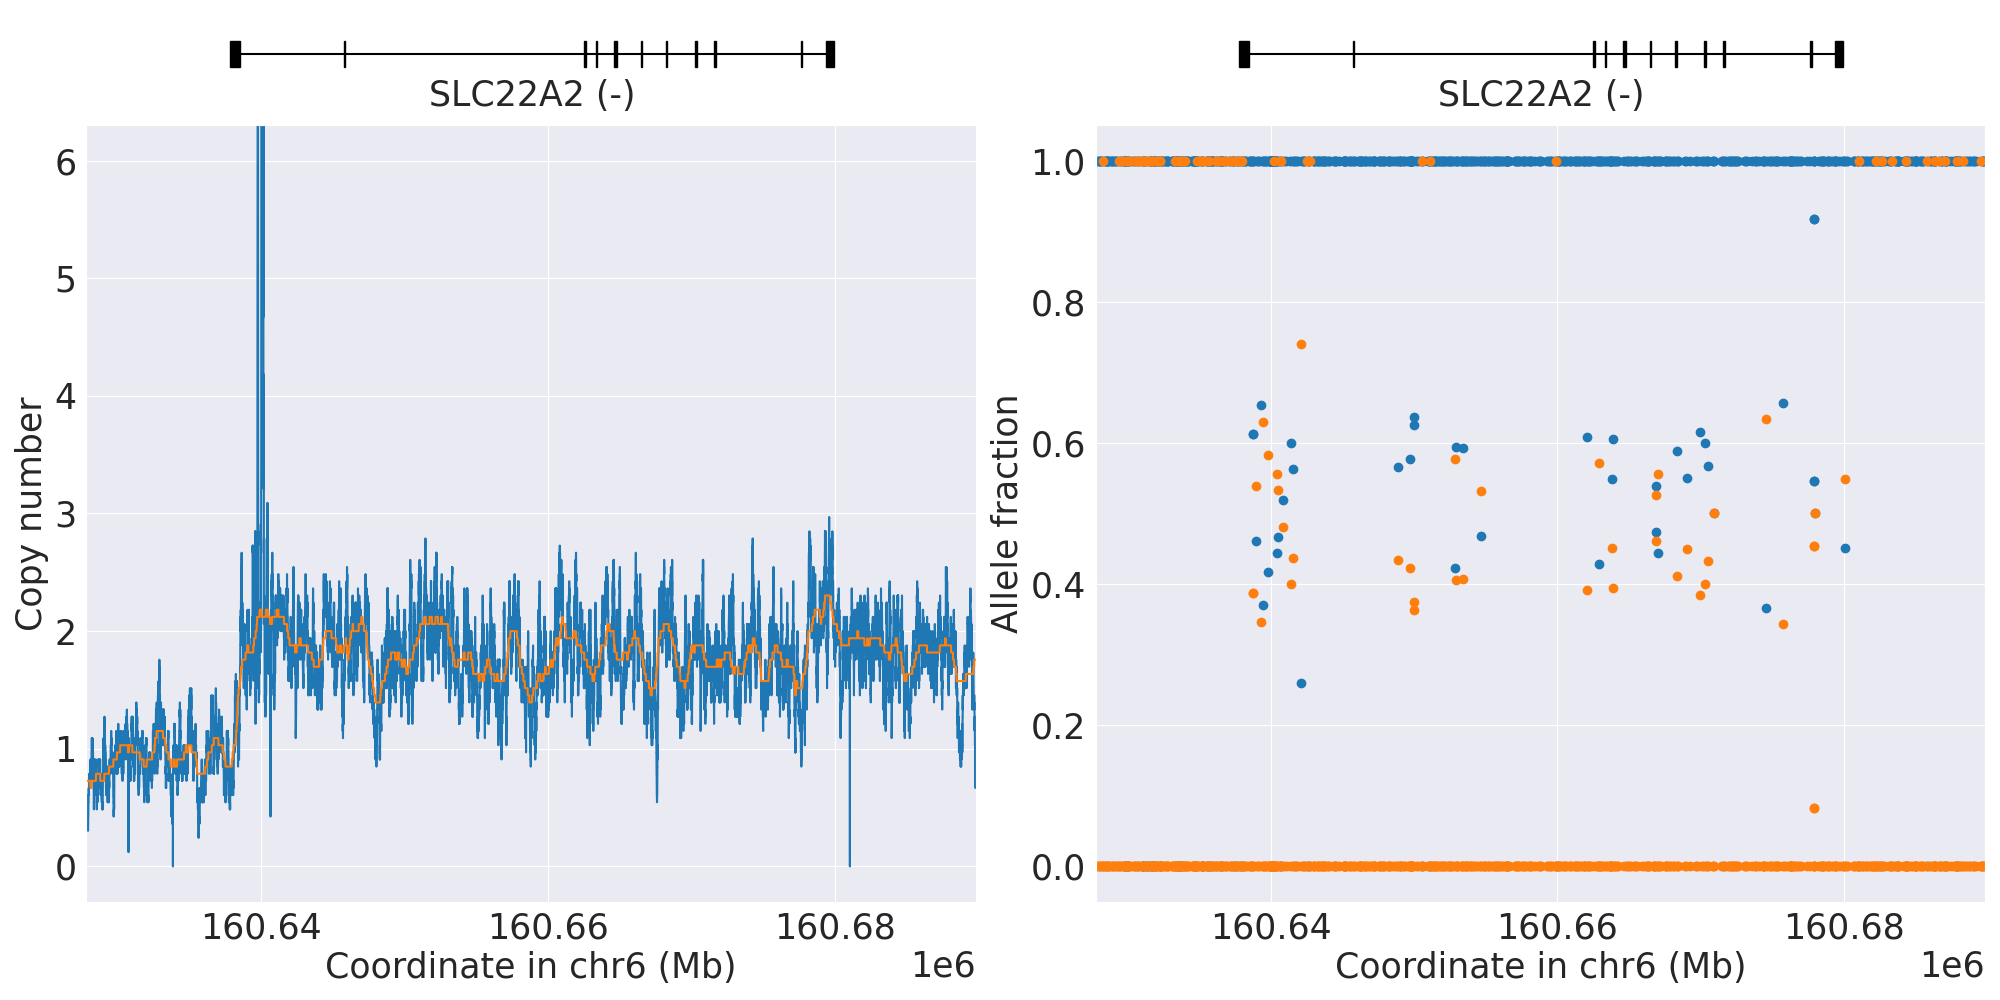 SLC22A2 (-)
6
5
4
3
2
1
0
Copy number
160.64 160.66 160.68
Coordinate in chr6 (Mb) 1e6
SLC22A2 (-)
1.0
0.8
0.6
0.4
0.2
0.0
Allele fraction
160.64 160.66 160.68
Coordinate in chr6 (Mb) 1e6